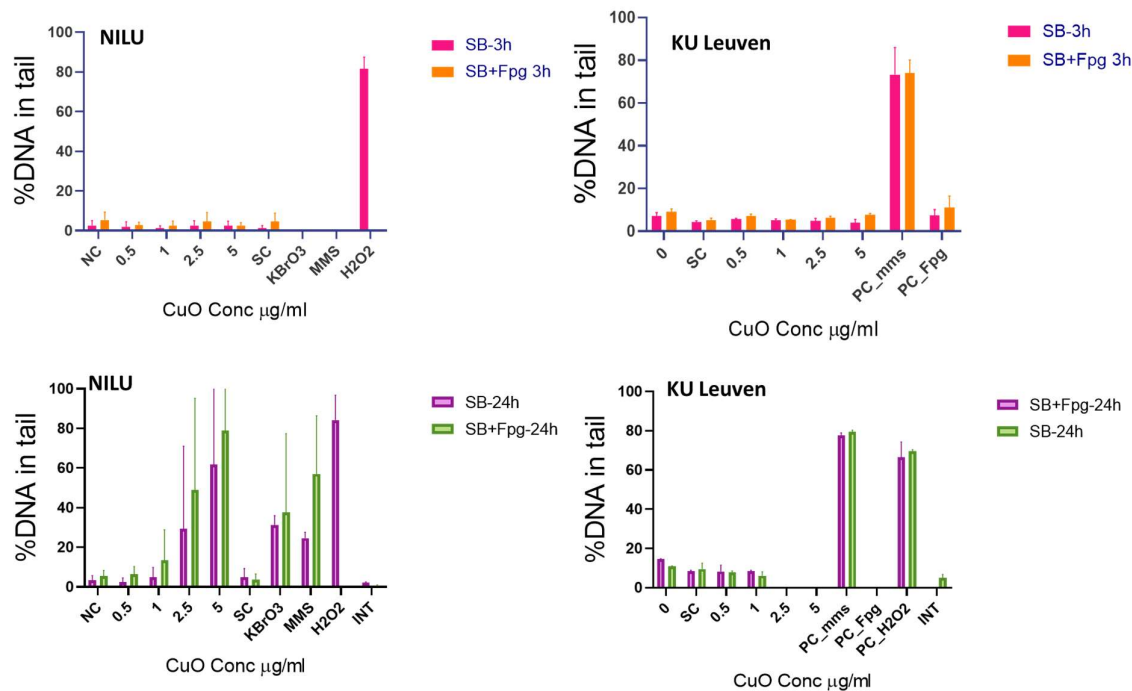 NILU
SB-3h
SB+Fpg 3h
%DNA in tail
100
80
60
40
20
0
NC
0.5
1
2.5
5
SC
KBrO3
MMS
H2O2
CuO Conc μg/ml
KU Leuven
SB-3h
SB+Fpg 3h
%DNA in tail
100
80
60
40
20
0
0
SC
0.5
1
2.5
5
PC_mms
PC_Fpg
CuO Conc μg/ml
NILU
SB-24h
SB+Fpg-24h
%DNA in tail
100
80
60
40
20
0
NC
0.5
1
2.5
5
SC
KBrO3
MMS
H2O2
INT
CuO Conc μg/ml
KU Leuven
SB+Fpg-24h
SB-24h
%DNA in tail
100
80
60
40
20
0
0
SC
0.5
1
2.5
5
PC_mms
PC_Fpg
PC_H2O2
INT
CuO Conc μg/ml